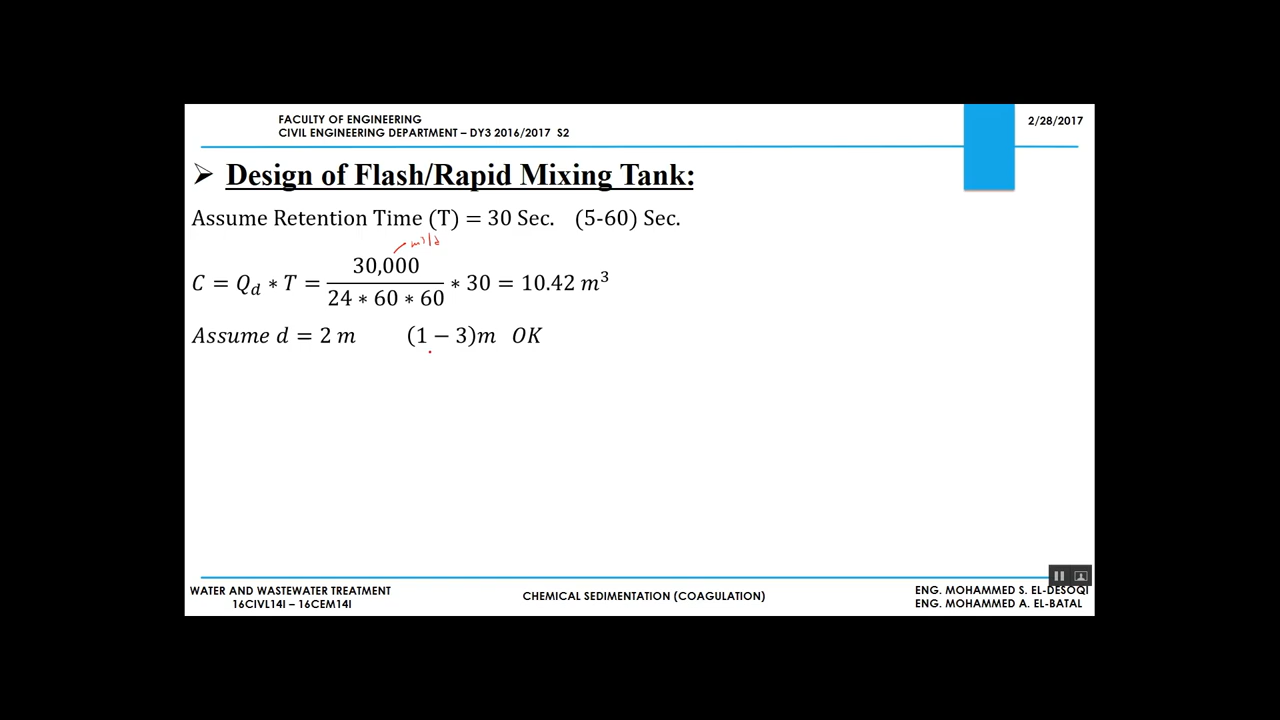 FACULTY OF ENGINEERING
CIVIL ENGINEERING DEPARTMENT – DY3 2016/2017 S2
2/28/2017
➢ Design of Flash/Rapid Mixing Tank:
Assume Retention Time (T) = 30 Sec. (5-60) Sec.
m3/d
C = Q_d * T = 30,000 / (24 * 60 * 60) * 30 = 10.42 m³
Assume d = 2 m (1 − 3)m OK
WATER AND WASTEWATER TREATMENT
16CIVL14I – 16CEM14I
CHEMICAL SEDIMENTATION (COAGULATION)
ENG. MOHAMMED S. EL-DESOQI
ENG. MOHAMMED A. EL-BATAL